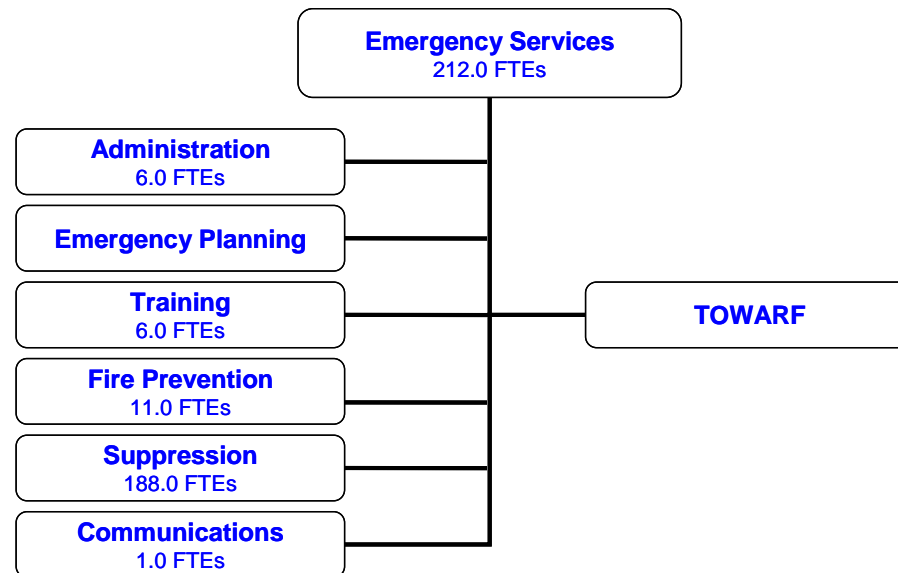 Emergency Services
212.0 FTEs
Administration
6.0 FTEs
Emergency Planning
Training
6.0 FTEs
TOWARF
Fire Prevention
11.0 FTEs
Suppression
188.0 FTEs
Communications
1.0 FTEs